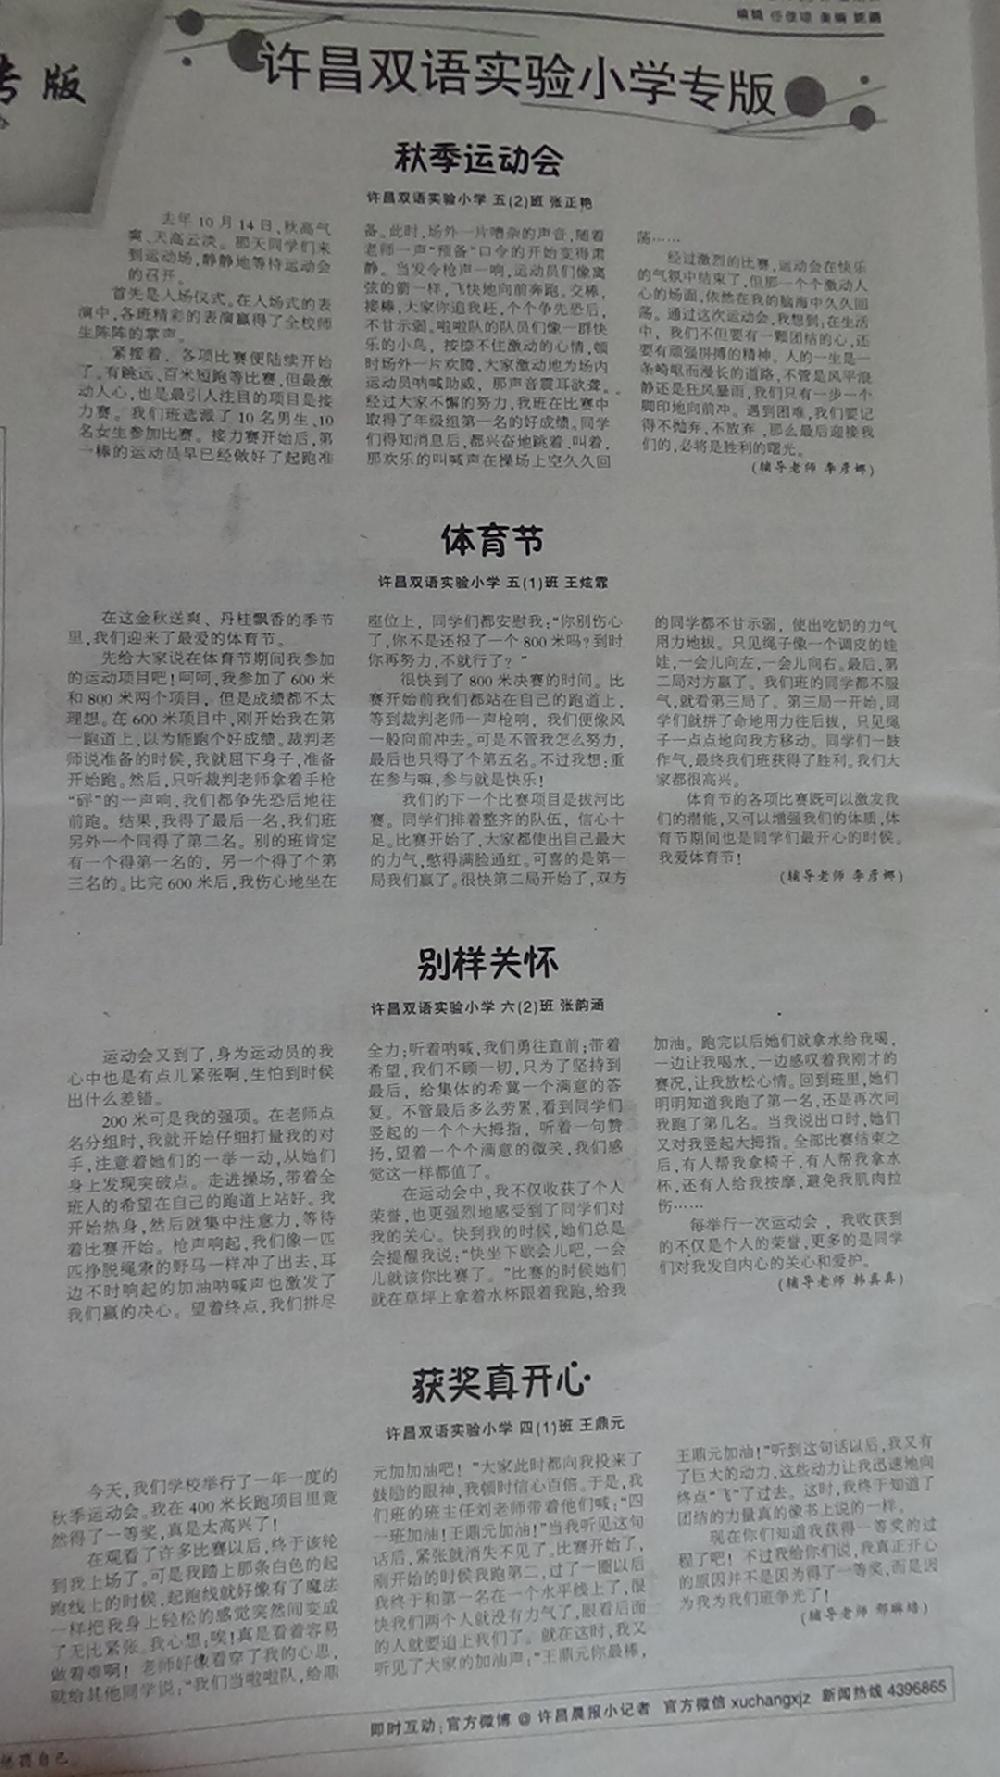 专版
许昌双语实验小学专版
秋季运动会
许昌双语实验小学 五(2)班 张正艳
去年10月14日,秋高气
爽、天高云淡。那天同学们来
到运动场,静静地等待运动会
的召开。
首先是入场仪式。在入场式的表
演中,各班精彩的表演赢得了全校师
生阵阵的掌声。
紧接着,各项比赛便陆续开始
了。有跳远、百米短跑等比赛,但最激
动人心,也是最引人注目的项目是接
力赛。我们班选派了10名男生、10
名女生参加比赛。接力赛开始后,第
一棒的运动员早已经做好了起跑准
备。此时,场外一片嘈杂的声音,随着
老师一声“预备”口令的开始变得肃
静。当发令枪声一响,运动员们像离
弦的箭一样,飞快地向前奔跑。交棒,
接棒,大家你追我赶,个个争先恐后,
不甘示弱。啦啦队的队员们像一群快
乐的小鸟,按捺不住激动的心情,顿
时场外一片欢腾,大家激动地为场内
运动员呐喊助威,那声音震耳欲聋。
经过大家不懈的努力,我班在比赛中
取得了年级组第一名的好成绩。同学
们得知消息后,都兴奋地跳着、叫着,
那欢乐的叫喊声在操场上空久久回
荡……
经过激烈的比赛,运动会在快乐
的气氛中结束了,但那一个个激动人
心的场面,依然在我的脑海中久久回
荡。通过这次运动会,我想到:在生活
中,我们不但要有一颗团结的心,还
要有顽强拼搏的精神。人的一生是一
条崎岖而漫长的道路,不管是风平浪
静还是狂风暴雨,我们只有一步一个
脚印地向前冲。遇到困难,我们要记
得不抛弃、不放弃,那么最后迎接我
们的,必将是胜利的曙光。
(辅导老师 李彦娜)
体育节
许昌双语实验小学 五(1)班 王炫霖
在这金秋送爽、丹桂飘香的季节
里,我们迎来了最爱的体育节。
先给大家说在体育节期间我参加
的运动项目吧!呵呵,我参加了600米
和800米两个项目,但是成绩都不太
理想。在600米项目中,刚开始我在第
一跑道上,以为能跑个好成绩。裁判老
师说准备的时候,我就屈下身子,准备
开始跑。然后,只听裁判老师拿着手枪
“砰”的一声响,我们都争先恐后地往
前跑。结果,我得了最后一名,我们班
另外一个同得了第二名。别的班肯定
有一个得第一名的,另一个得了个第
三名的。比完600米后,我伤心地坐在
座位上,同学们都安慰我:“你别伤心
了,你不是还报了一个800米吗?到时
你再努力,不就行了?”
很快到了800米决赛的时间。比
赛开始前我们都站在自己的跑道上,
等到裁判老师一声枪响,我们便像风
一般向前冲去。可是不管我怎么努力,
最后也只得了个第五名。不过我想:重
在参与嘛,参与就是快乐!
我们的下一个比赛项目是拔河比
赛。同学们排着整齐的队伍,信心十
足。比赛开始了,大家都使出自己最大
的力气,憋得满脸通红。可喜的是第一
局我们赢了。很快第二局开始了,双方
的同学都不甘示弱,使出吃奶的力气
用力地拔。只见绳子像一个调皮的娃
娃,一会儿向左,一会儿向右。最后,第
二局对方赢了。我们班的同学都不服
气,就看第三局了。第三局一开始,同
学们就拼了命地用力往后拔,只见绳
子一点点地向我方移动。同学们一鼓
作气,最终我们班获得了胜利。我们大
家都很高兴。
体育节的各项比赛既可以激发我
们的潜能,又可以增强我们的体质,体
育节期间也是同学们最开心的时候。
我爱体育节!
(辅导老师 李彦娜)
别样关怀
许昌双语实验小学 六(2)班 张韵涵
运动会又到了,身为运动员的我
心中也是有点儿紧张啊,生怕到时候
出什么差错。
200米可是我的强项。在老师点
名分组时,我就开始仔细打量我的对
手,注意着她们的一举一动,从她们
身上发现突破点。走进操场,带着全
班人的希望在自己的跑道上站好。我
开始热身,然后就集中注意力,等待
着比赛开始。枪声响起,我们像一匹
匹挣脱绳索的野马一样冲了出去,耳
边不时响起的加油呐喊声也激发了
我们赢的决心。望着终点,我们拼尽
全力;听着呐喊,我们勇往直前;带着
希望,我们不顾一切,只为了坚持到
最后,给集体的希冀一个满意的答
复。不管最后多么劳累,看到同学们
竖起的一个个大拇指,听着一句赞
扬,望着一个个满意的微笑,我们感
觉这一样都值了。
在运动会中,我不仅收获了个人
荣誉,也更强烈地感受到了同学们对
我的关心。快到我的时候,她们总是
会提醒我说:“快坐下歇会儿吧,一会
儿就该你比赛了。”比赛的时候她们
就在草坪上拿着水杯跟着我跑,给我
加油。跑完以后她们就拿水给我喝,
一边让我喝水,一边感叹着我刚才的
赛况,让我放松心情。回到班里,她们
明明知道我跑了第一名,还是再次问
我跑了第几名。当我说出口时,她们
又对我竖起大拇指。全部比赛结束之
后,有人帮我拿椅子,有人帮我拿水
杯,还有人给我按摩,避免我肌肉拉
伤……
每举行一次运动会,我收获到
的不仅是个人的荣誉,更多的是同学
们对我发自内心的关心和爱护。
(辅导老师 韩真真)
获奖真开心
许昌双语实验小学 四(1)班 王鼎元
今天,我们学校举行了一年一度的
秋季运动会。我在400米长跑项目里竟
然得了一等奖,真是太高兴了!
在观看了许多比赛以后,终于该轮
到我上场了。可是我踏上那条白色的起
跑线上的时候,起跑线就好像有了魔法
一样把我身上轻松的感觉突然间变成
了无比紧张。我心想:唉!真是看着容易
做着难啊!老师好像看穿了我的心思,
就给其他同学说:“我们当啦啦队,给鼎
元加加油吧!”大家此时都向我投来了
鼓励的眼神,我顿时信心百倍。于是,我
们班的班主任刘老师带着他们喊:“四
一班加油!王鼎元加油!”当我听见这句
话后,紧张就消失不见了。比赛开始了,
刚开始的时候我跑第二,过了一圈以后
我终于和第一名在一个水平线上了,很
快我们两个人就没有力气了,眼看后面
的人就要追上我们了。就在这时,我又
听见了大家的加油声:“王鼎元你最棒,
王鼎元加油!”听到这句话以后,我又有
了巨大的动力,这些动力让我迅速地向
终点“飞”了过去。这时,我终于知道了
团结的力量真的像书上说的一样。
现在你们知道我获得一等奖的过
程了吧!不过我给你们说,我真正开心
的原因并不是因为得了一等奖,而是因
为我为我们班争光了!
(辅导老师 郑琳培)
即时互动:官方微博@许昌晨报小记者 官方微信 xuchangxjz 新闻热线 4396865
自己。